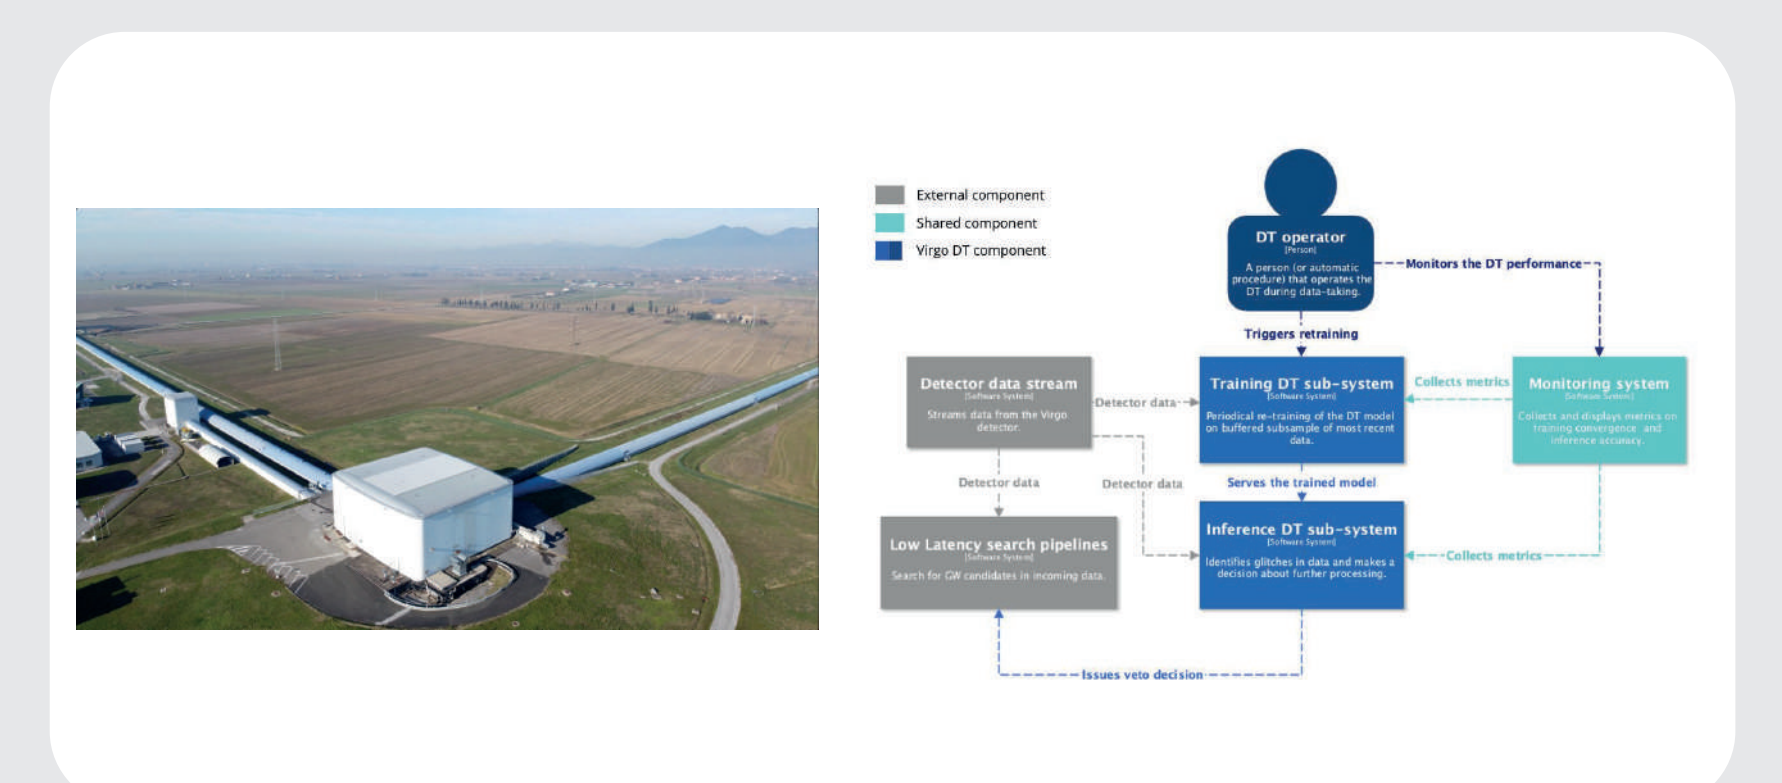 External component
Shared component
Virgo DT component
DT operator
[Person]
A person (or automatic
procedure) that operates the
DT during data-taking.
Monitors the DT performance
Triggers retraining
Detector data stream
[Software System]
Streams data from the Virgo
detector.
Detector data
Training DT sub-system
[Software System]
Periodical re-training of the DT model
on buffered subsample of most recent
data.
Collects metrics
Monitoring system
[Software System]
Collects and displays metrics on
training convergence and
inference accuracy.
Detector data
Detector data
Serves the trained model
Low Latency search pipelines
[Software System]
Search for GW candidates in incoming data.
Inference DT sub-system
[Software System]
Identifies glitches in data and makes a
decision about further processing.
Collects metrics
Issues veto decision